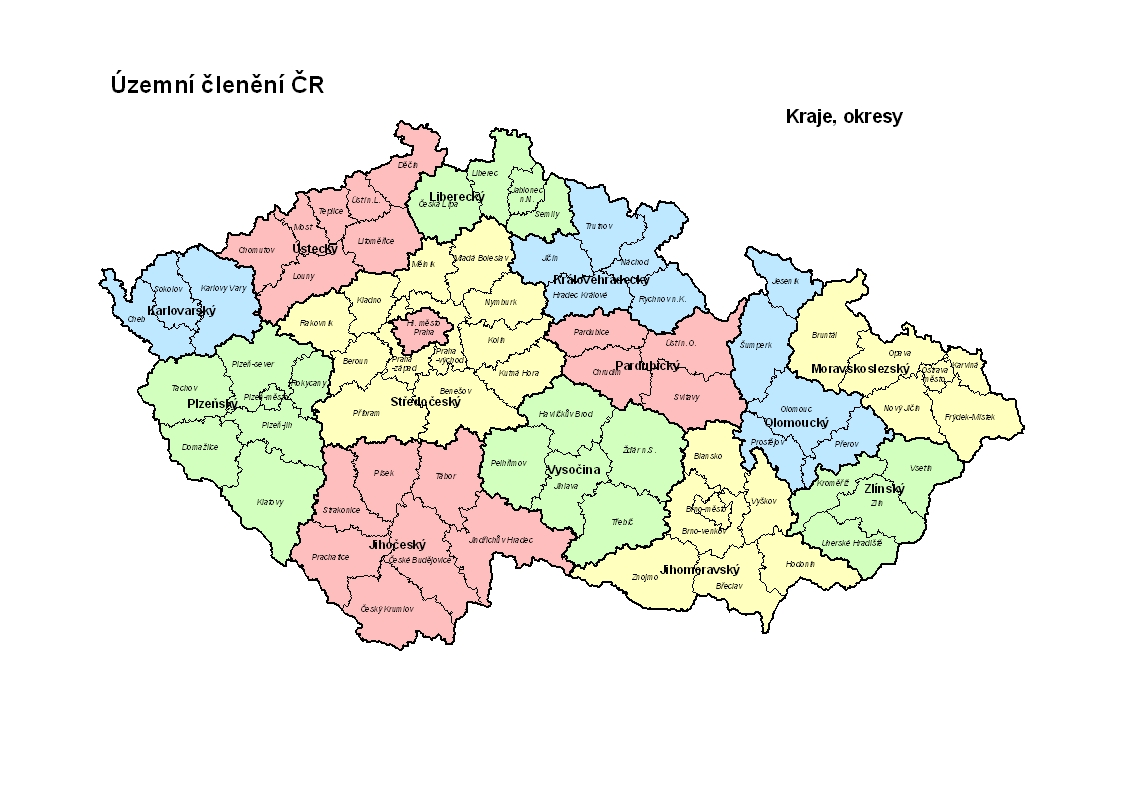 Územní členění ČR
Kraje, okresy
Děčín
Liberec
Jablonec
n.N.
Liberecký
Česká Lípa
Semily
Ústí n.L.
Teplice
Most
Litoměřice
Ústecký
Chomutov
Louny
Trutnov
Náchod
Jičín
Královéhradecký
Hradec Králové
Rychnov n.K.
Sokolov
Karlovy Vary
Karlovarský
Cheb
Mělník
Mladá Boleslav
Kladno
Nymburk
Rakovník
Hl. město
Praha
Kolín
Beroun
Praha
-západ
Praha
-východ
Kutná Hora
Benešov
Středočeský
Příbram
Plzeň-sever
Rokycany
Tachov
Plzeň-město
Plzeňský
Plzeň-jih
Domažlice
Klatovy
Pardubice
Ústí n.O.
Pardubický
Chrudim
Svitavy
Jeseník
Šumperk
Olomouc
Olomoucký
Prostějov
Přerov
Bruntál
Opava
Karviná
Ostrava
město
Moravskoslezský
Nový Jičín
Frýdek-Místek
Havlíčkův Brod
Žďár n.S.
Pelhřimov
Vysočina
Jihlava
Třebíč
Písek
Tábor
Strakonice
Jindřichův Hradec
Jihočeský
Prachatice
České Budějovice
Český Krumlov
Blansko
Vyškov
Brno-město
Brno-venkov
Hodonín
Jihomoravský
Znojmo
Břeclav
Vsetín
Kroměříž
Zlínský
Zlín
Uherské Hradiště